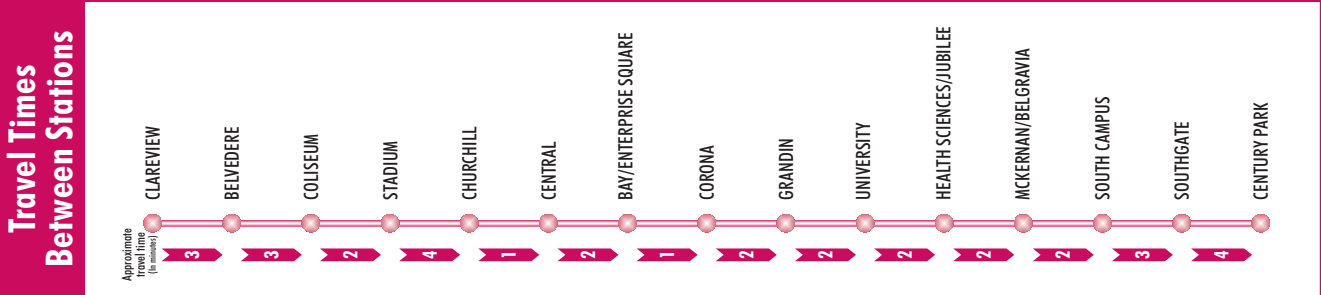 Travel Times
Between Stations
CLAREVIEW
BELVEDERE
COLISEUM
STADIUM
CHURCHILL
CENTRAL
BAY/ENTERPRISE SQUARE
CORONA
GRANDIN
UNIVERSITY
HEALTH SCIENCES/JUBILEE
MCKERNAN/BELGRAVIA
SOUTH CAMPUS
SOUTHGATE
CENTURY PARK
Approximate
travel time
(In minutes)
3
3
2
4
1
2
1
2
2
2
2
2
3
4